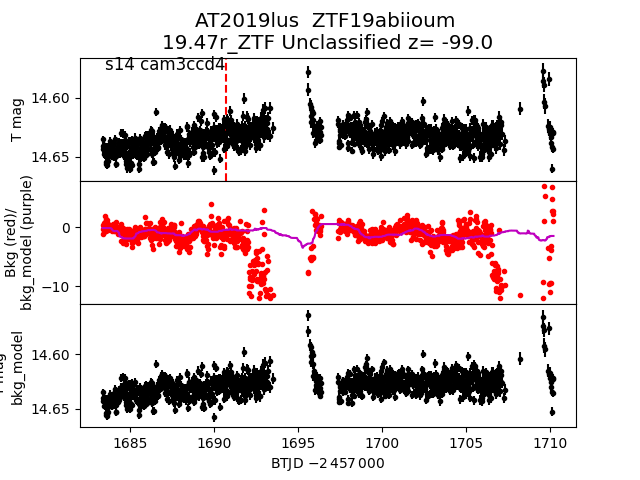 AT2019lus  ZTF19abiioum
19.47r_ZTF Unclassified z= -99.0
s14 cam3ccd4
T mag
14.60
14.65
Bkg (red)/
bkg_model (purple)
0
−10
bkg_model
14.60
14.65
1685
1690
1695
1700
1705
1710
BTJD −2 457 000